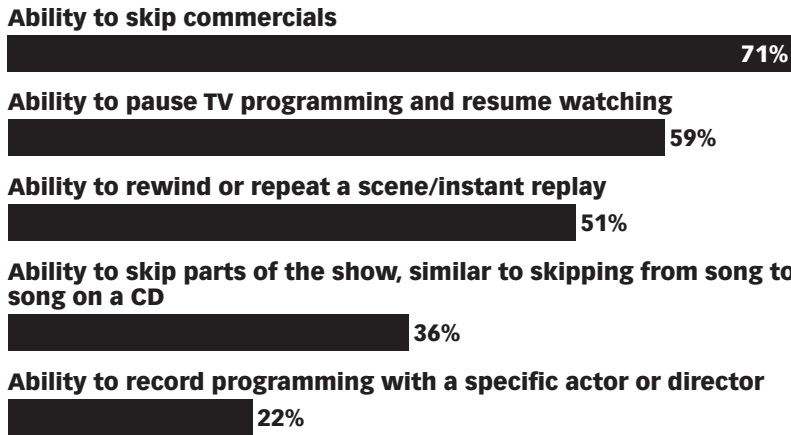 Ability to skip commercials
71%
Ability to pause TV programming and resume watching
59%
Ability to rewind or repeat a scene/instant replay
51%
Ability to skip parts of the show, similar to skipping from song to
song on a CD
36%
Ability to record programming with a specific actor or director
22%